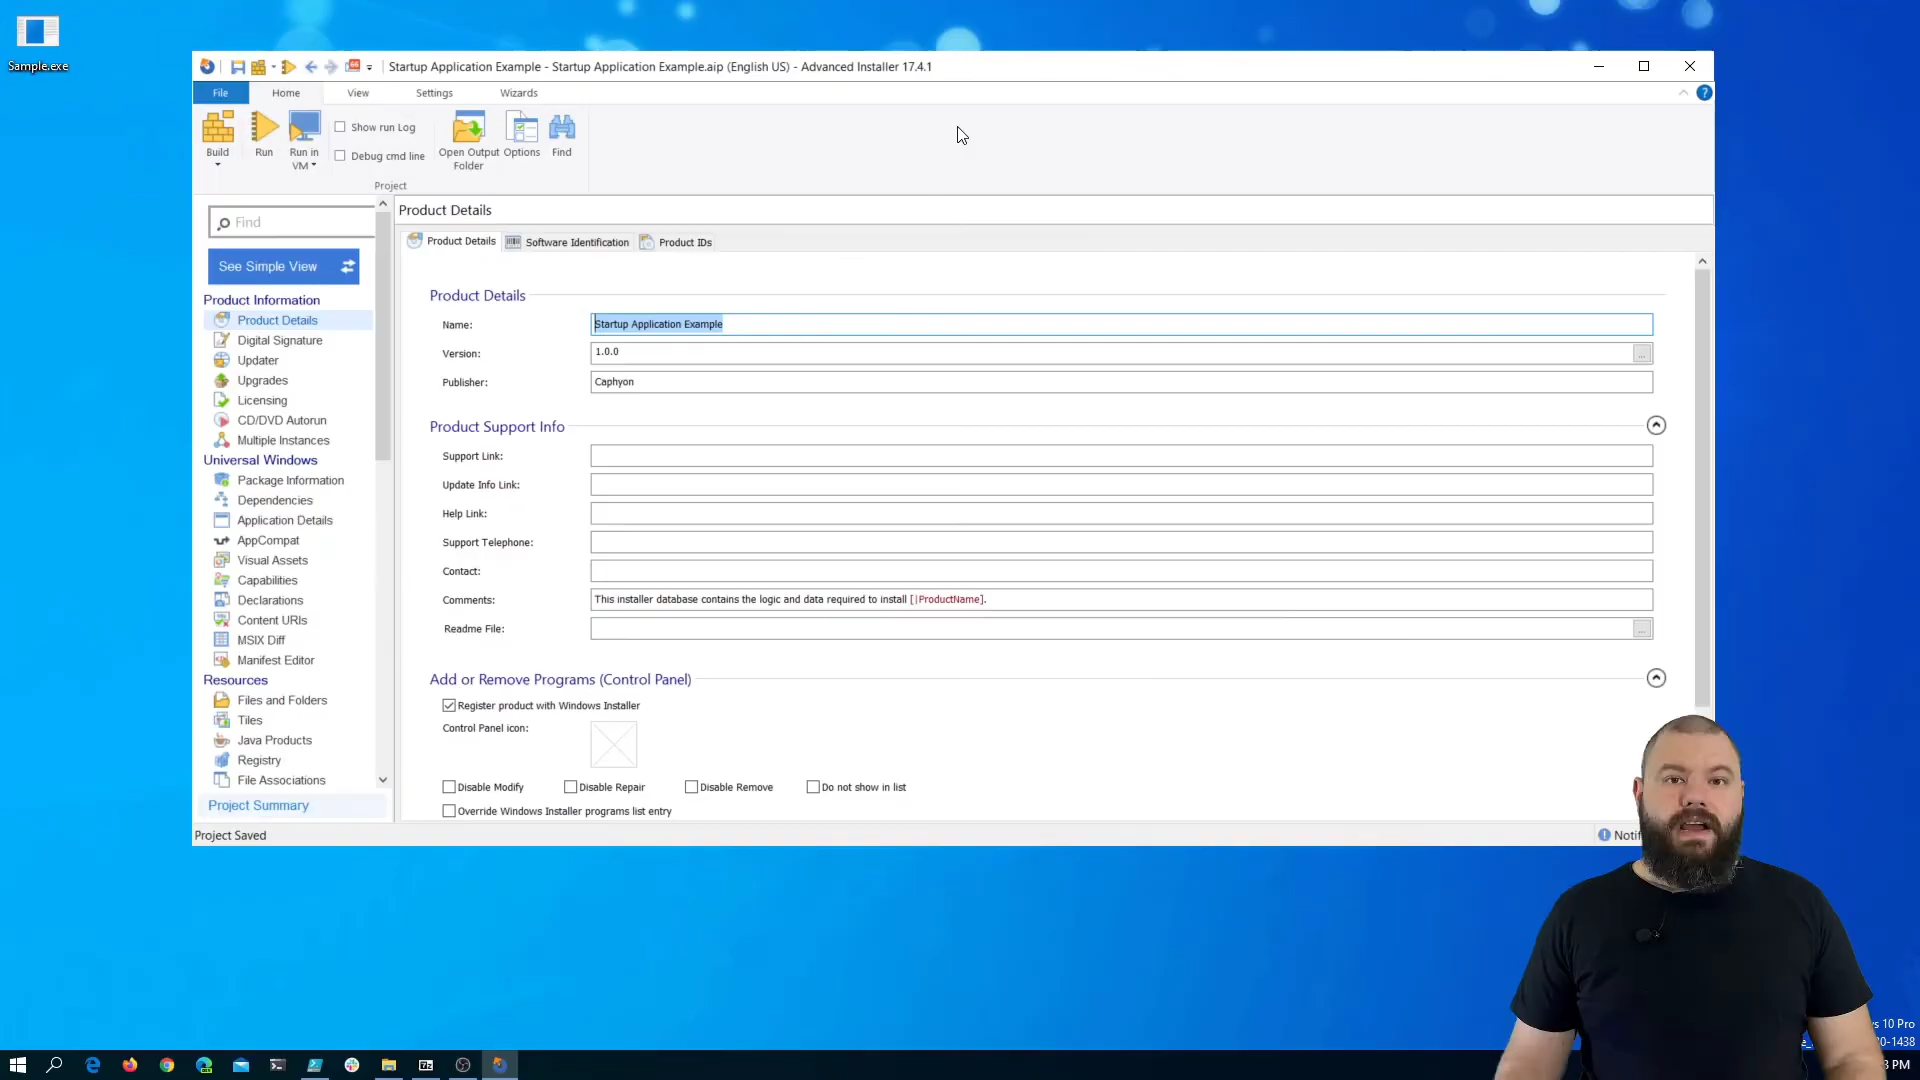 Sample.exe
Startup Application Example - Startup Application Example.aip (English US) - Advanced Installer 17.4.1
File Home View Settings Wizards
Build
Run
Run in VM
Show run Log
Debug cmd line
Open Output Folder
Options
Find
Project
Find
See Simple View
Product Information
Product Details
Digital Signature
Updater
Upgrades
Licensing
CD/DVD Autorun
Multiple Instances
Universal Windows
Package Information
Dependencies
Application Details
AppCompat
Visual Assets
Capabilities
Declarations
Content URIs
MSIX Diff
Manifest Editor
Resources
Files and Folders
Tiles
Java Products
Registry
File Associations
Project Summary
Project Saved
Product Details
Product Details Software Identification Product IDs
Product Details
Name: Startup Application Example
Version: 1.0.0
...
Publisher: Caphyon
Product Support Info
Support Link:
Update Info Link:
Help Link:
Support Telephone:
Contact:
Comments: This installer database contains the logic and data required to install [|ProductName].
Readme File:
...
Add or Remove Programs (Control Panel)
Register product with Windows Installer
Control Panel icon:
Disable Modify Disable Repair Disable Remove Do not show in list
Override Windows Installer programs list entry
10 Pro
-1438
PM